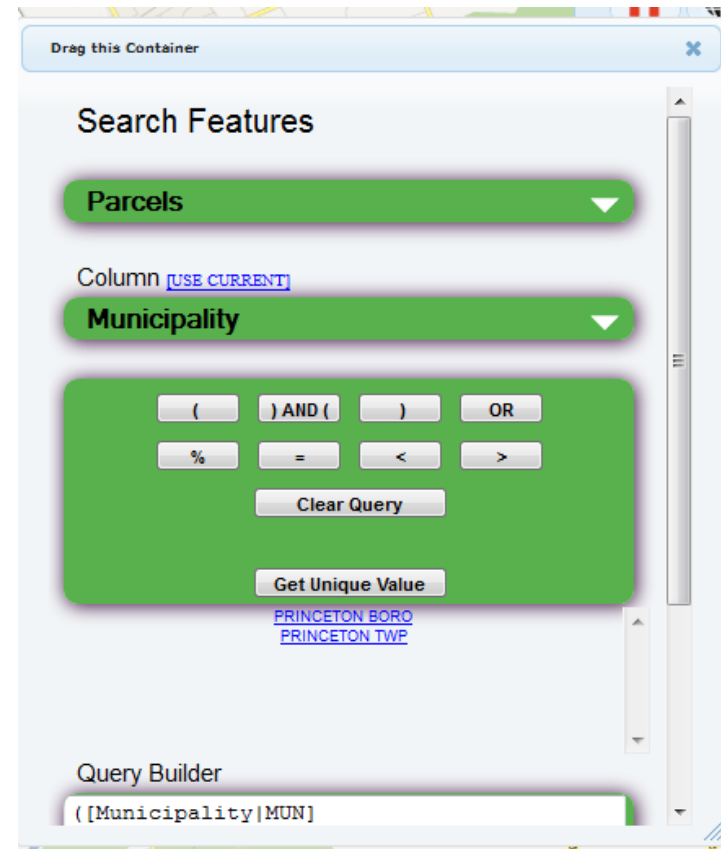 Drag this Container
Search Features
Parcels
Column [USE CURRENT]
Municipality
( ) AND ( ) OR
% = < >
Clear Query
Get Unique Value
PRINCETON BORO
PRINCETON TWP
Query Builder
([Municipality|MUN]